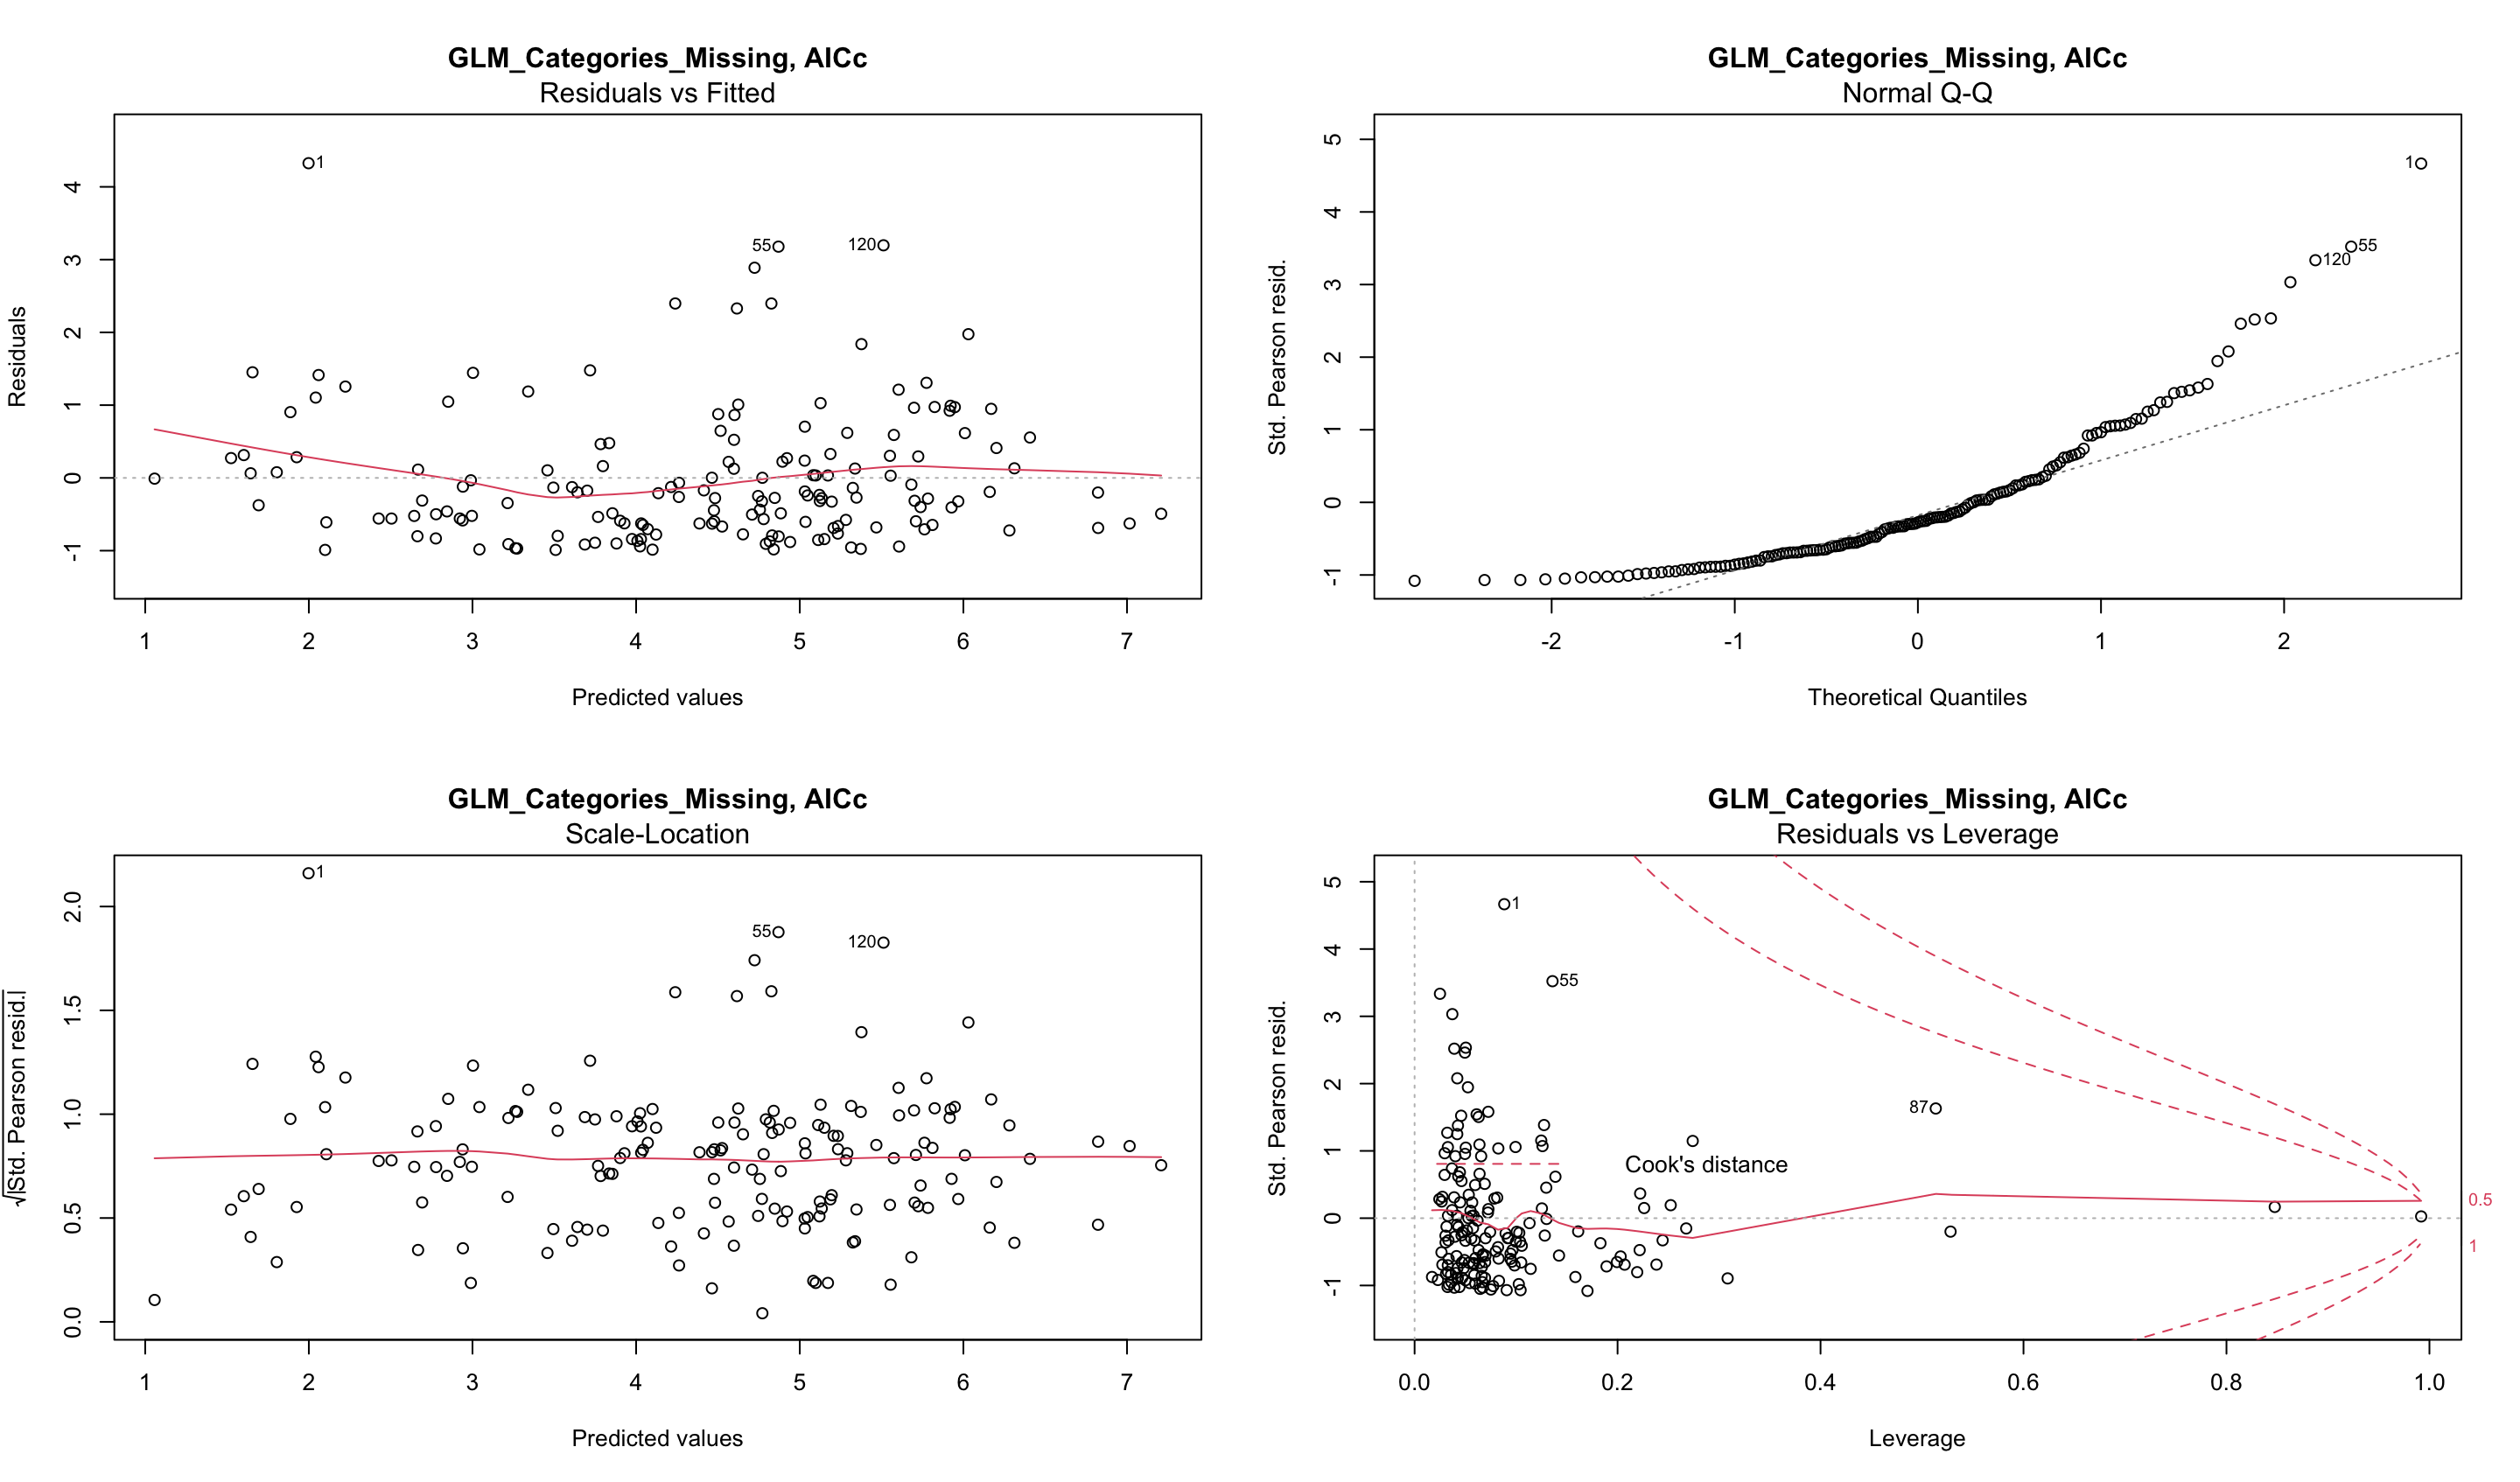 GLM_Categories_Missing, AICc
Residuals vs Fitted
Residuals
4
3
2
1
0
-1
1
55
120
1 2 3 4 5 6 7
Predicted values
GLM_Categories_Missing, AICc
Normal Q-Q
Std. Pearson resid.
5
4
3
2
1
0
-1
1
55
120
-2 -1 0 1 2
Theoretical Quantiles
GLM_Categories_Missing, AICc
Scale-Location
√|Std. Pearson resid.|
2.0
1.5
1.0
0.5
0.0
1
55
120
1 2 3 4 5 6 7
Predicted values
GLM_Categories_Missing, AICc
Residuals vs Leverage
Std. Pearson resid.
5
4
3
2
1
0
-1
1
55
87
Cook's distance
0.5
1
0.0 0.2 0.4 0.6 0.8 1.0
Leverage